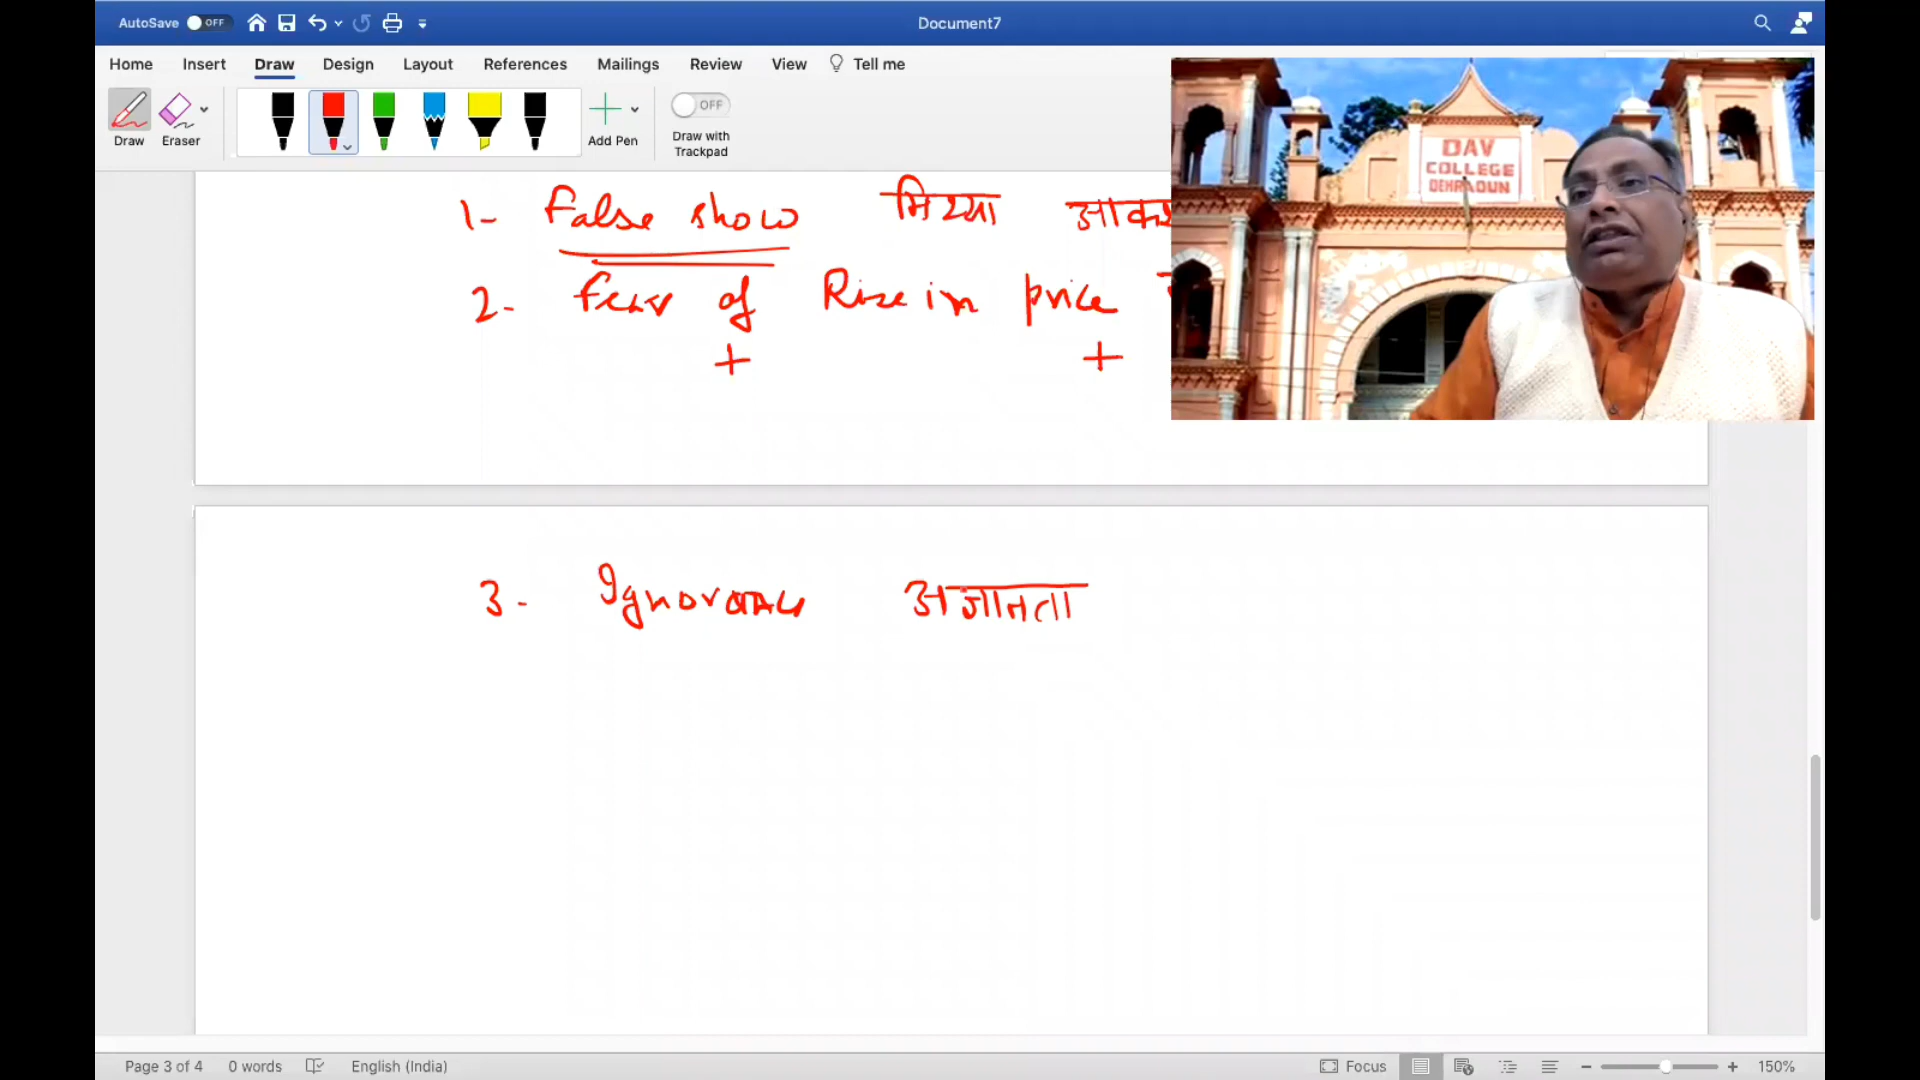 AutoSave OFF Document7
Home Insert Draw Design Layout References Mailings Review View Tell me
OFF
Draw Eraser Add Pen Draw with Trackpad
DAV
COLLEGE
DEHRADUN
1- False show मिथ्या
2- Fear of Rise in price
+ +
3- Ignorance अज्ञानता
Page 3 of 4 0 words English (India) Focus 150%